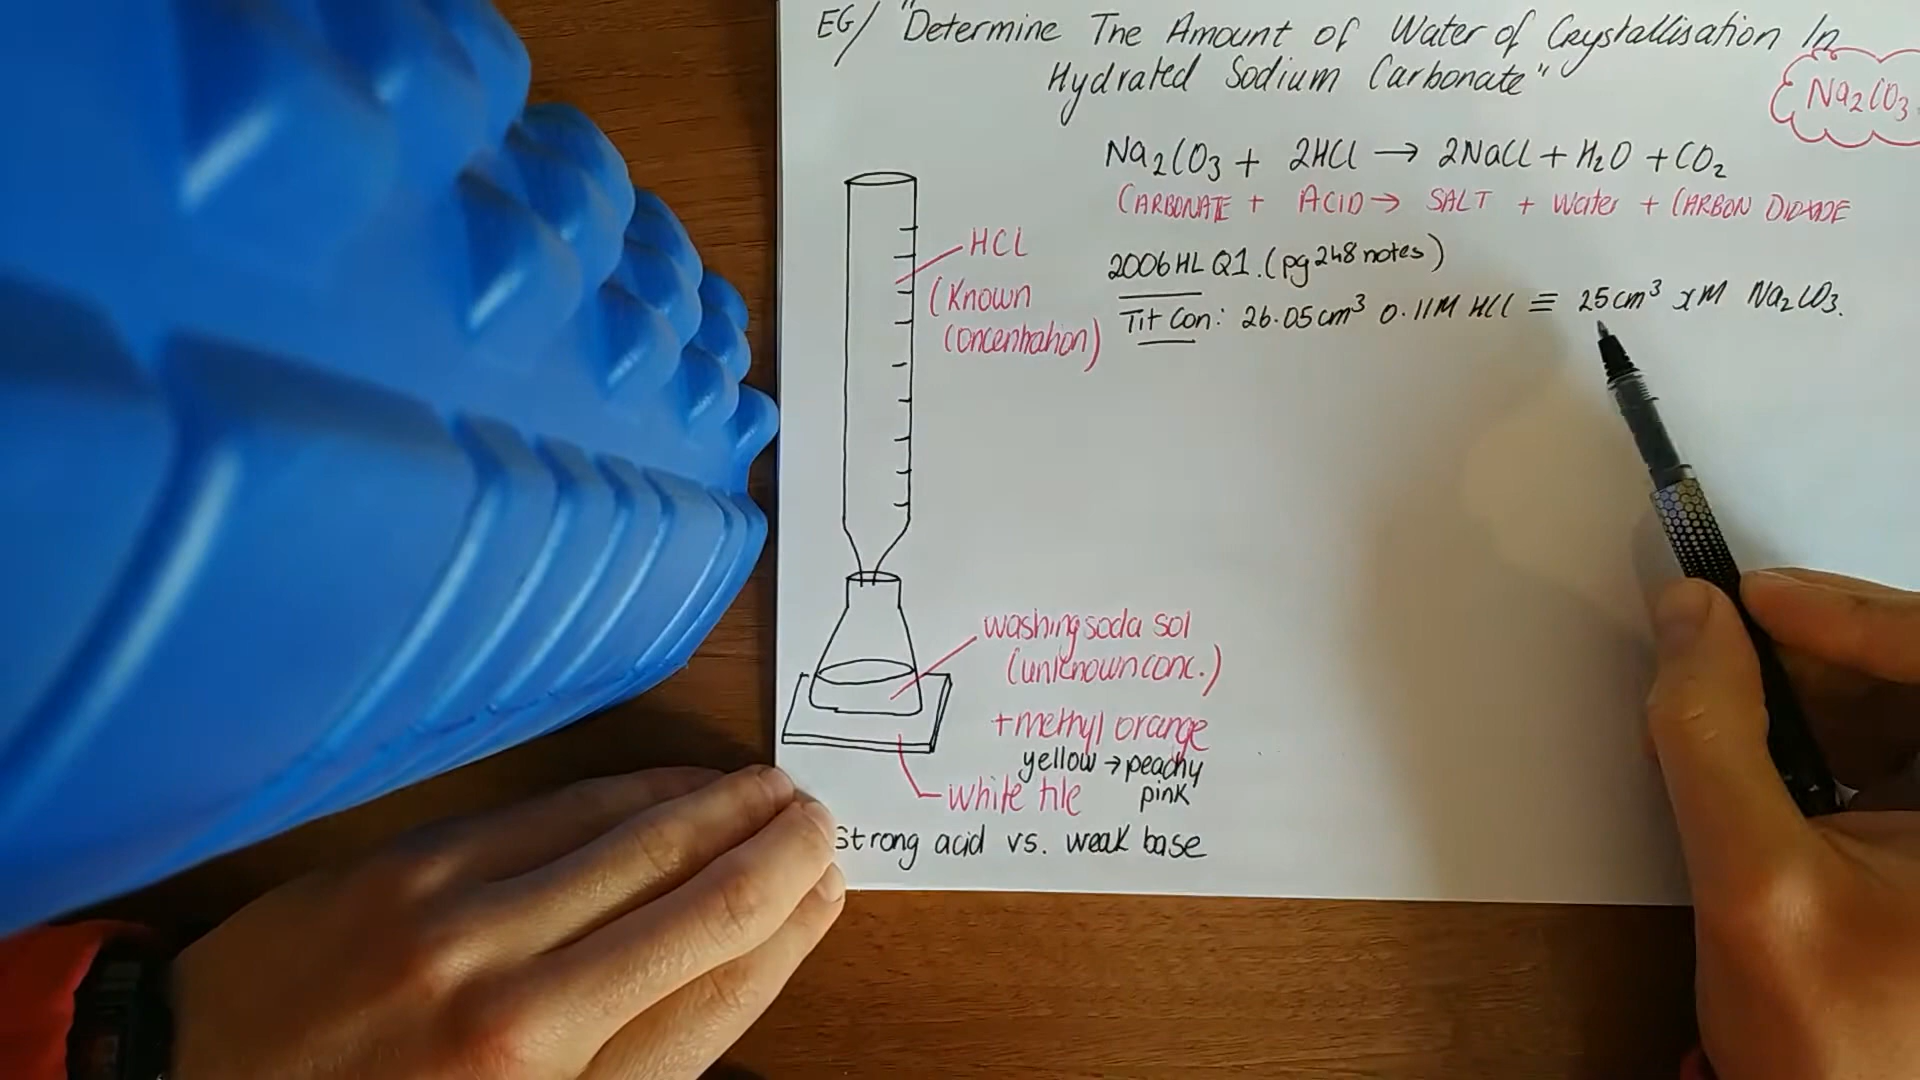 EG/ "Determine The Amount of Water of Crystallisation In
Hydrated Sodium Carbonate"
Na2CO3.
Na2CO3 + 2HCl → 2NaCl + H2O + CO2
CARBONATE + ACID → SALT + Water + CARBON DIOXIDE
2006 HL Q1. (pg 248 notes)
Tit Con: 26.05cm³ 0.11M HCl ≡ 25cm³ xM Na2CO3.
HCl
(Known
Concentration)
washing soda sol
(unknown conc.)
+ methyl orange
yellow → peachy
pink
white tile
Strong acid vs. weak base